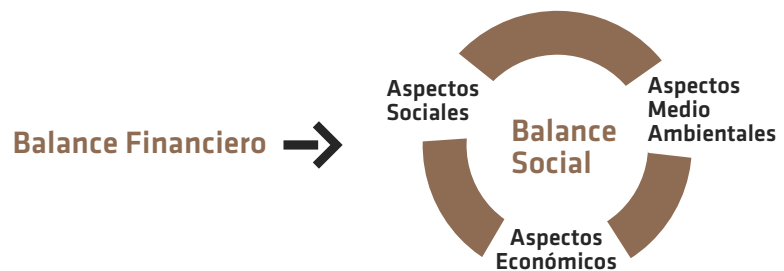 Balance Financiero
Aspectos
Sociales
Balance
Social
Aspectos
Medio
Ambientales
Aspectos
Económicos